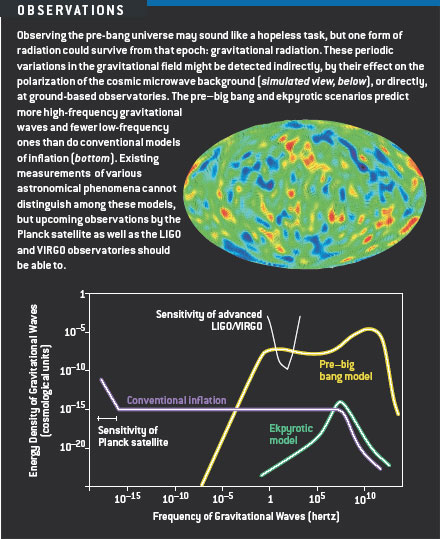 OBSERVATIONS
Observing the pre-bang universe may sound like a hopeless task, but one form of
radiation could survive from that epoch: gravitational radiation. These periodic
variations in the gravitational field might be detected indirectly, by their effect on the
polarization of the cosmic microwave background (simulated view, below), or directly,
at ground-based observatories. The pre–big bang and ekpyrotic scenarios predict
more high-frequency gravitational
waves and fewer low-frequency
ones than do conventional models
of inflation (bottom). Existing
measurements of various
astronomical phenomena cannot
distinguish among these models,
but upcoming observations by the
Planck satellite as well as the LIGO
and VIRGO observatories should
be able to.
Energy Density of Gravitational Waves
(cosmological units)
1
10⁻⁵
10⁻¹⁰
10⁻¹⁵
10⁻²⁰
Sensitivity of advanced
LIGO/VIRGO
Pre–big
bang model
Conventional inflation
Sensitivity of
Planck satellite
Ekpyrotic
model
10⁻¹⁵
10⁻¹⁰
10⁻⁵
1
10⁵
10¹⁰
Frequency of Gravitational Waves (hertz)